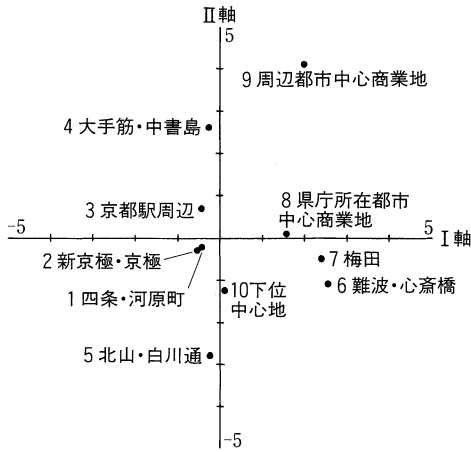 II軸
5
9 周辺都市中心商業地
4 大手筋・中書島
3 京都駅周辺
8 県庁所在都市
中心商業地
-5
5
I軸
2 新京極・京極
7 梅田
1 四条・河原町
10下位
中心地
6 難波・心斎橋
5 北山・白川通
-5